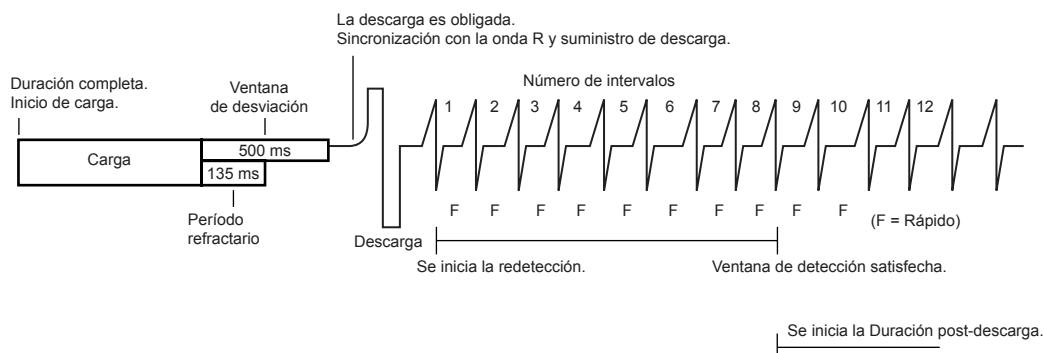 La descarga es obligada.
Sincronización con la onda R y suministro de descarga.
Duración completa.
Inicio de carga.
Ventana
de desviación
Número de intervalos
1 2 3 4 5 6 7 8 9 10 11 12
Carga
500 ms
135 ms
Período
refractario
Descarga
F F F F F F F F F F
(F = Rápido)
Se inicia la redetección.
Ventana de detección satisfecha.
Se inicia la Duración post-descarga.